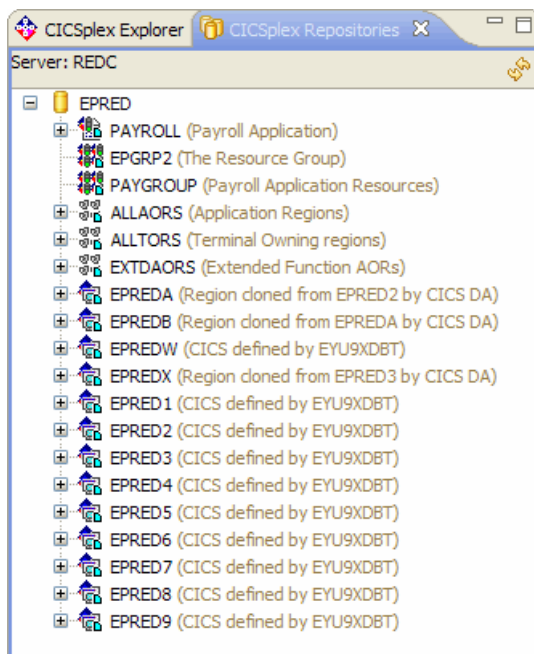 CICSplex Explorer CICSplex Repositories
Server: REDC
EPRED
PAYROLL (Payroll Application)
EPGRP2 (The Resource Group)
PAYGROUP (Payroll Application Resources)
ALLAORS (Application Regions)
ALLTORS (Terminal Owning regions)
EXTDAORS (Extended Function AORs)
EPREDA (Region cloned from EPRED2 by CICS DA)
EPREDB (Region cloned from EPREDA by CICS DA)
EPREDW (CICS defined by EYU9XDBT)
EPREDX (Region cloned from EPRED3 by CICS DA)
EPRED1 (CICS defined by EYU9XDBT)
EPRED2 (CICS defined by EYU9XDBT)
EPRED3 (CICS defined by EYU9XDBT)
EPRED4 (CICS defined by EYU9XDBT)
EPRED5 (CICS defined by EYU9XDBT)
EPRED6 (CICS defined by EYU9XDBT)
EPRED7 (CICS defined by EYU9XDBT)
EPRED8 (CICS defined by EYU9XDBT)
EPRED9 (CICS defined by EYU9XDBT)